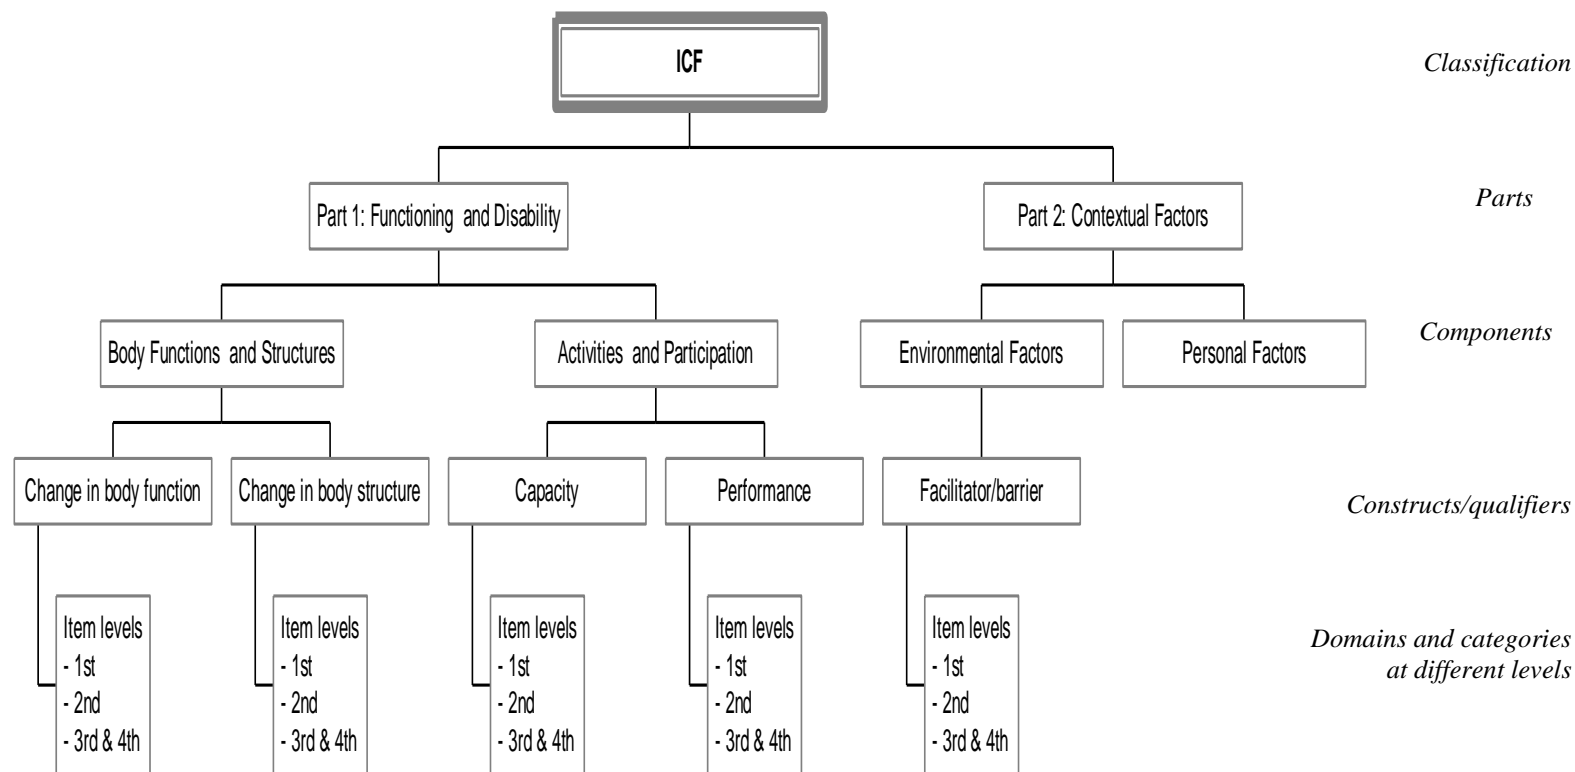 ICF
Classification
Part 1: Functioning and Disability
Part 2: Contextual Factors
Parts
Body Functions and Structures
Activities and Participation
Environmental Factors
Personal Factors
Components
Change in body function
Change in body structure
Capacity
Performance
Facilitator/barrier
Constructs/qualifiers
Item levels
- 1st
- 2nd
- 3rd & 4th
Item levels
- 1st
- 2nd
- 3rd & 4th
Item levels
- 1st
- 2nd
- 3rd & 4th
Item levels
- 1st
- 2nd
- 3rd & 4th
Item levels
- 1st
- 2nd
- 3rd & 4th
Domains and categories
at different levels